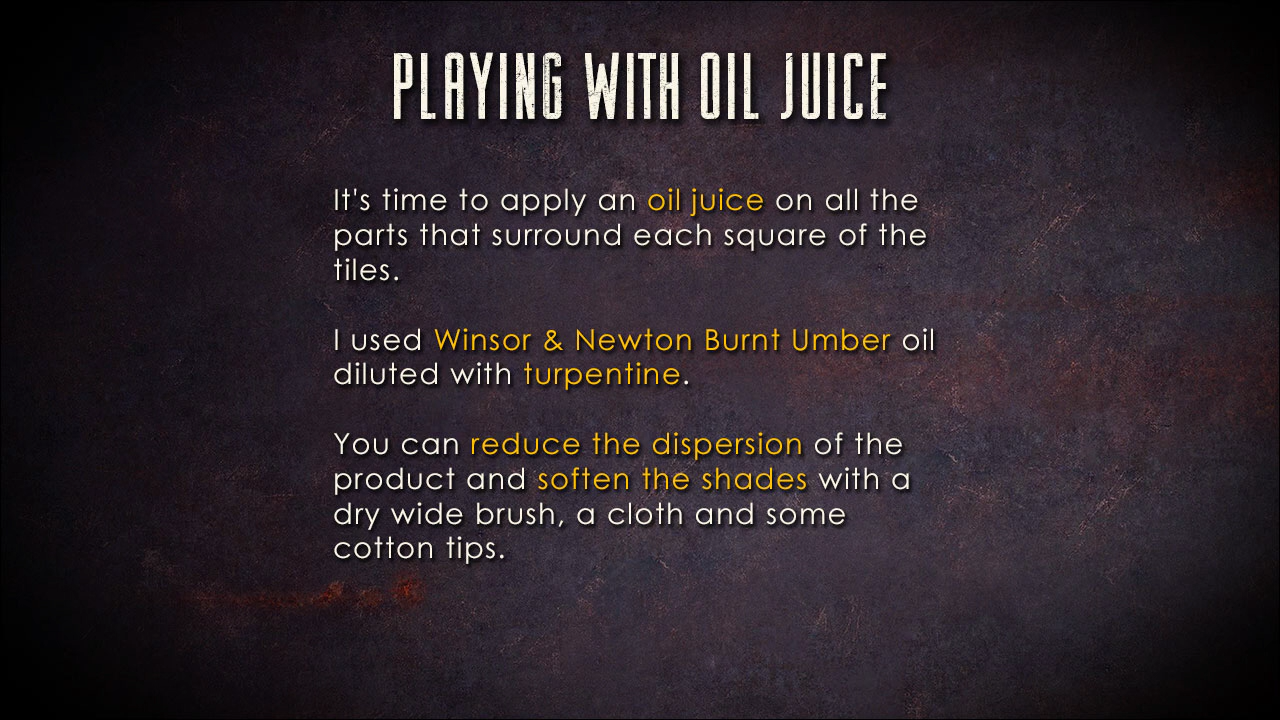 PLAYING WITH OIL JUICE
It's time to apply an oil juice on all the
parts that surround each square of the
tiles.
I used Winsor & Newton Burnt Umber oil
diluted with turpentine.
You can reduce the dispersion of the
product and soften the shades with a
dry wide brush, a cloth and some
cotton tips.